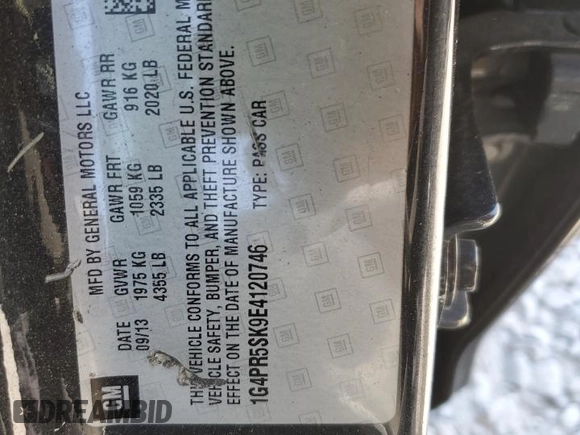 MFD BY GENERAL MOTORS LLC
DATE GVWR GAWR FRT GAWR RR
09/13 1975 KG 1059 KG 916 KG
4355 LB 2335 LB 2020 LB
THIS VEHICLE CONFORMS TO ALL APPLICABLE U.S. FEDERAL M
VEHICLE SAFETY, BUMPER, AND THEFT PREVENTION STANDARD
EFFECT ON THE DATE OF MANUFACTURE SHOWN ABOVE.
1G4PR5SK9E4120746 TYPE: PASS CAR
GM
DREAMBID